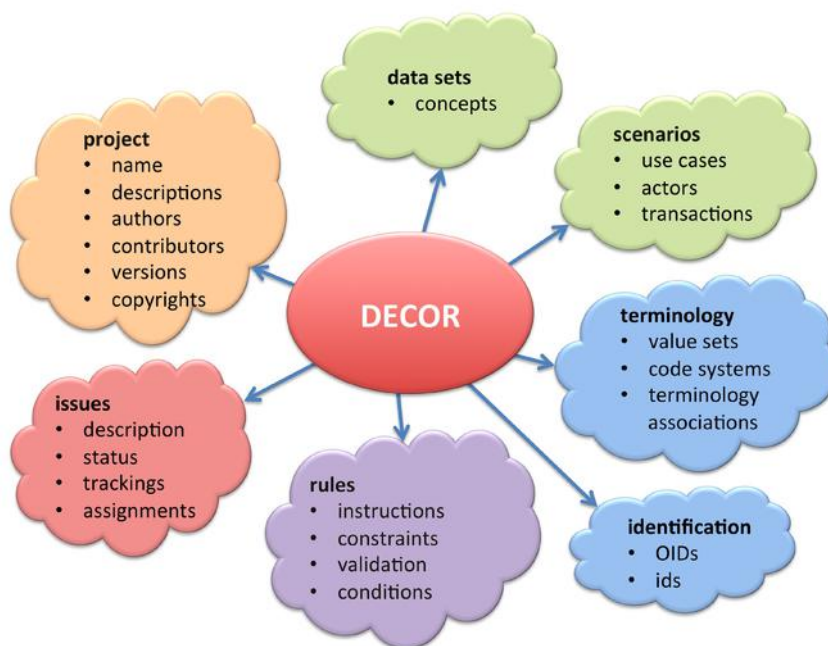 data sets
• concepts
project
• name
• descriptions
• authors
• contributors
• versions
• copyrights
scenarios
• use cases
• actors
• transactions
DECOR
terminology
• value sets
• code systems
• terminology
associations
issues
• description
• status
• trackings
• assignments
rules
• instructions
• constraints
• validation
• conditions
identification
• OIDs
• ids